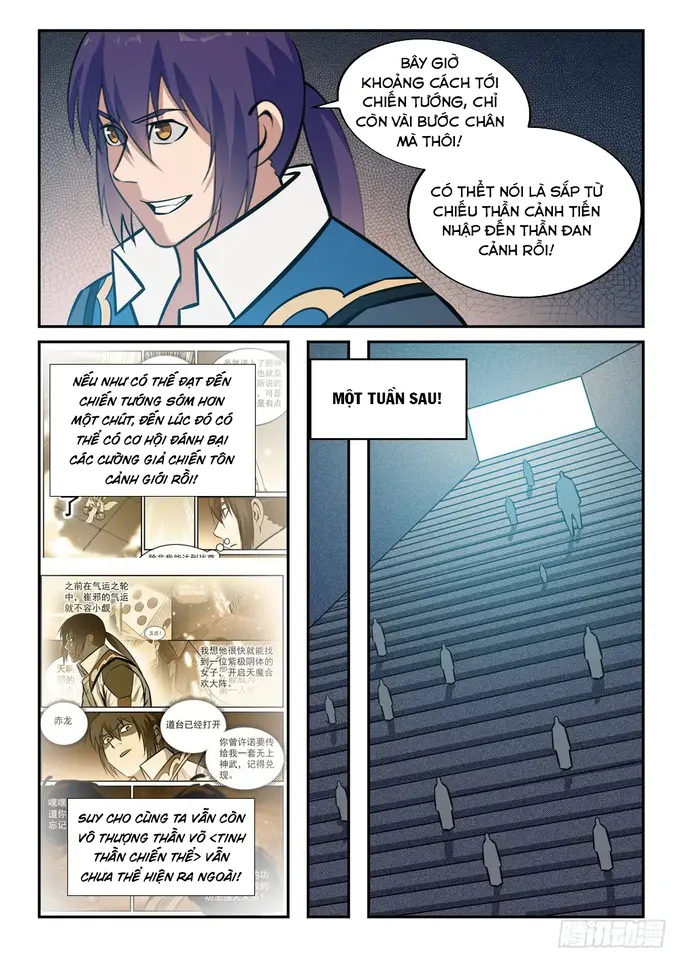 BÂY GIỜ
KHOẢNG CÁCH TỚI
CHIẾN TƯỚNG, CHỈ
CÒN VÀI BƯỚC CHÂN
MÀ THÔI!
CÓ THỂT NÓI LÀ SẮP TỪ
CHIẾU THẦN CẢNH TIẾN
NHẬP ĐẾN THẦN ĐAN
CẢNH RỒI!
NẾU NHƯ CÓ THỂ ĐẠT ĐẾN
CHIẾN TƯỚNG SỚM HƠN
MỘT CHÚT, ĐẾN LÚC ĐÓ CÓ
THỂ CÓ CƠ HỘI ĐÁNH BẠI
CÁC CƯỜNG GIẢ CHIẾN TÔN
CẢNH GIỚI RỒI!
了
之前在气运之轮
中，崔邪的气运
就不容小觑
我想他很快就能找
到一位紫极阴体的
女子，开启天魔合
欢大阵。
赤龙
道台已经打开
你曾许诺要传
给我一套无上
神武，记得兑
现。
SUY CHO CÙNG TA VẪN CÒN
VÔ THƯỢNG THẦN VÕ <TINH
THẦN CHIẾN THỂ> VẪN
CHƯA THỂ HIỆN RA NGOÀI!
MỘT TUẦN SAU!
腾讯动漫